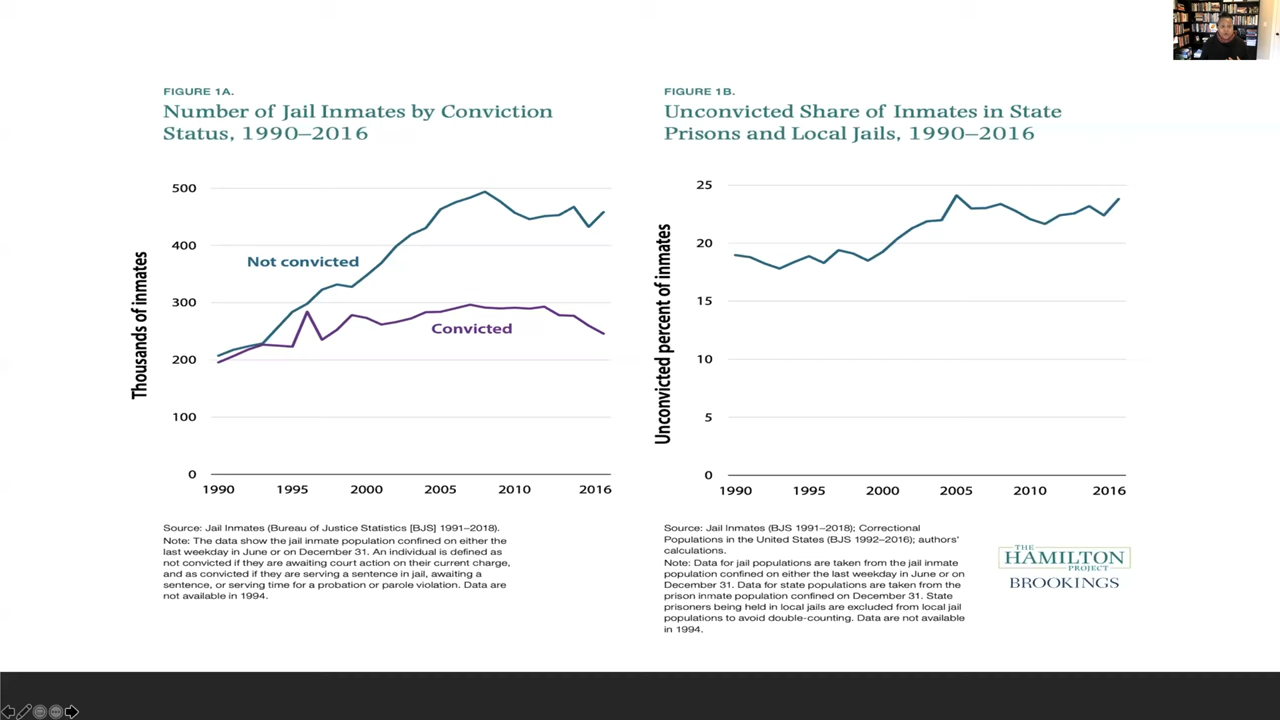 FIGURE 1A.
Number of Jail Inmates by Conviction
Status, 1990–2016
Thousands of inmates
500
400
300
200
100
0
Not convicted
Convicted
1990 1995 2000 2005 2010 2016
Source: Jail Inmates (Bureau of Justice Statistics [BJS] 1991–2018).
Note: The data show the jail inmate population confined on either the
last weekday in June or on December 31. An individual is defined as
not convicted if they are awaiting court action on their current charge,
and as convicted if they are serving a sentence in jail, awaiting a
sentence, or serving time for a probation or parole violation. Data are
not available in 1994.
FIGURE 1B.
Unconvicted Share of Inmates in State
Prisons and Local Jails, 1990–2016
Unconvicted percent of inmates
25
20
15
10
5
0
1990 1995 2000 2005 2010 2016
Source: Jail Inmates (BJS 1991–2018); Correctional
Populations in the United States (BJS 1992–2016); authors’
calculations.
Note: Data for jail populations are taken from the jail inmate
population confined on either the last weekday in June or on
December 31. Data for state populations are taken from the
prison inmate population confined on December 31. State
prisoners being held in local jails are excluded from local jail
populations to avoid double-counting. Data are not available
in 1994.
THE
HAMILTON
PROJECT
BROOKINGS